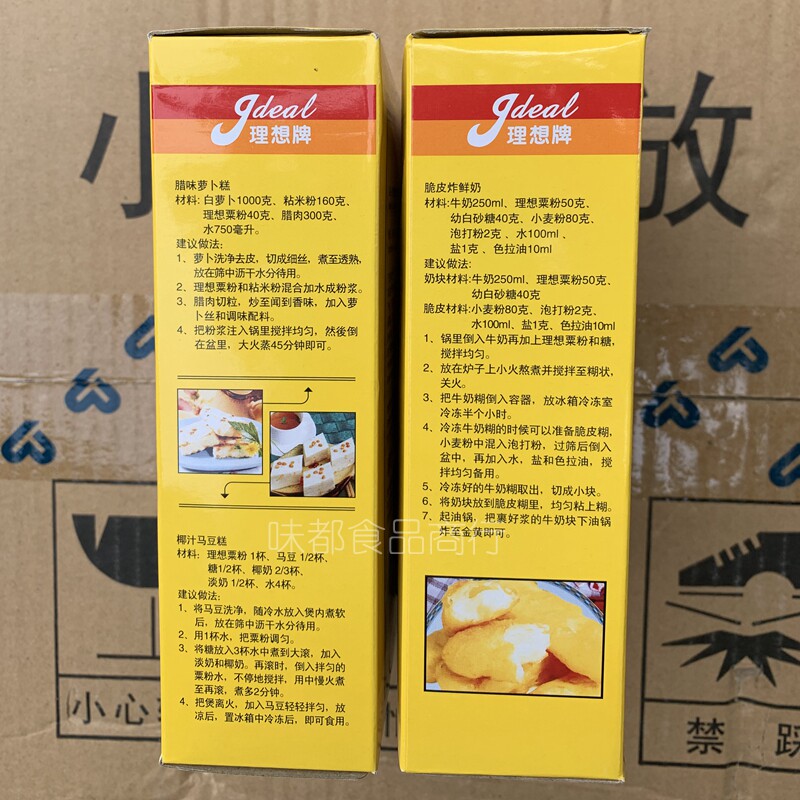 Ideal
理想牌
腊味萝卜糕
材料: 白萝卜1000克、粘米粉160克、
理想粟粉40克、腊肉300克、
水750毫升。
建议做法:
1、萝卜洗净去皮，切成细丝，煮至透熟，
放在筛中沥干水分待用。
2、理想粟粉和粘米粉混合加水成粉浆。
3、腊肉切粒，炒至闻到香味，加入萝
卜丝和调味配料。
4、把粉浆注入锅里搅拌均匀，然後倒
在盆里，大火蒸45分钟即可。
椰汁马豆糕
材料: 理想粟粉 1杯、马豆 1/2杯、
糖1/2杯、椰奶 2/3杯、
淡奶 1/2杯、水4杯。
建议做法:
1、将马豆洗净，随冷水放入煲内煮软
后，放在筛中沥干水分待用。
2、用1杯水，把粟粉调匀。
3、将糖放入3杯水中煮到大滚，加入
淡奶和椰奶。再滚时，倒入拌匀的
粟粉水，不停地搅拌，用中慢火煮
至再滚，煮多2分钟。
4、把煲离火，加入马豆轻轻拌匀，放
凉后，置冰箱中冷冻后，即可食用。
Ideal
理想牌
脆皮炸鲜奶
材料:牛奶250ml、理想粟粉50克、
幼白砂糖40克、小麦粉80克、
泡打粉2克 、水100ml 、
盐1克 、色拉油10ml
建议做法:
奶块材料:牛奶250ml、理想粟粉50克、
幼白砂糖40克
脆皮材料:小麦粉80克、泡打粉2克、
水100ml、盐1克、色拉油10ml
1、锅里倒入牛奶再加上理想粟粉和糖，
搅拌均匀。
2、放在炉子上小火熬煮并搅拌至糊状，
关火。
3、把牛奶糊倒入容器，放冰箱冷冻室
冷冻半个小时。
4、冷冻牛奶糊的时候可以准备脆皮糊，
小麦粉中混入泡打粉，过筛后倒入
盆中，再加入水，盐和色拉油，搅
拌均匀备用。
5、冷冻好的牛奶糊取出，切成小块。
6、将奶块放到脆皮糊里，均匀粘上糊。
7、起油锅，把裹好浆的牛奶块下油锅
炸至金黄即可。
味都食品商行
小
放
小心
禁 踩